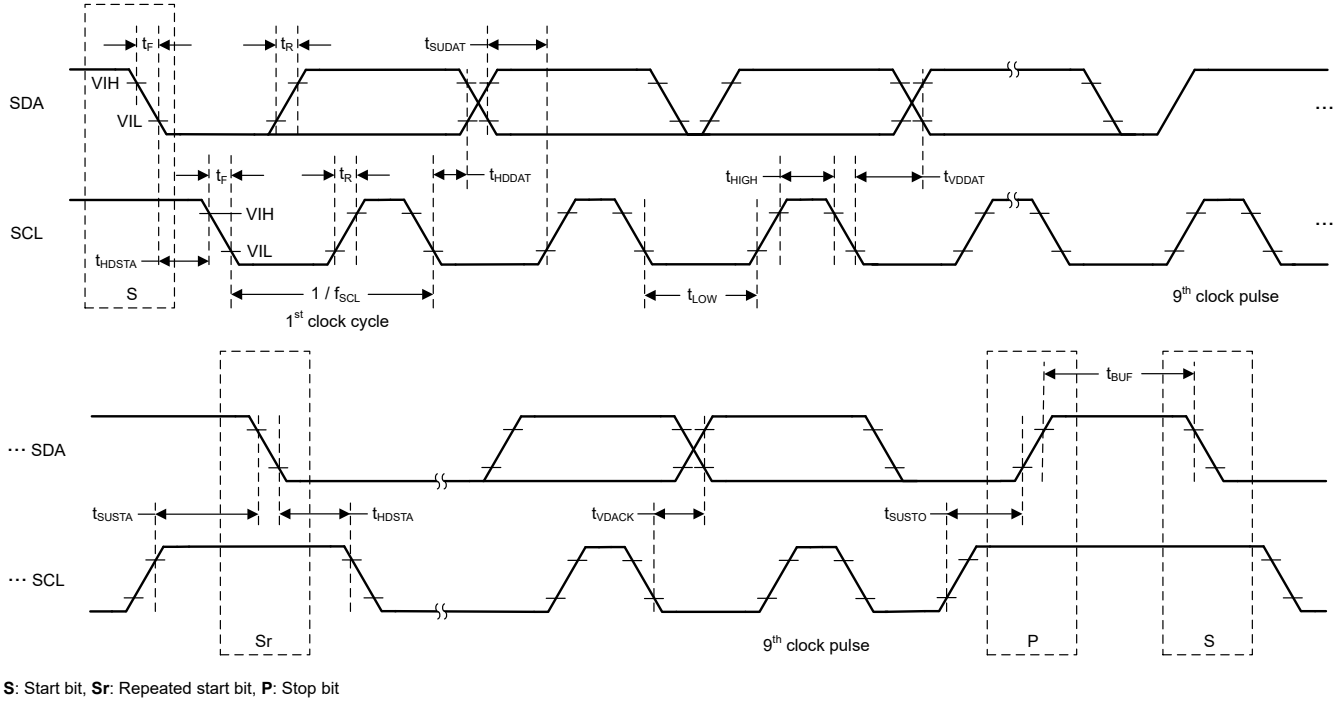 tF
tR
tSUDAT
VIH
SDA
VIL
...
tF
tR
tHDDAT
tHIGH
tVDDAT
VIH
SCL
VIL
...
tHDSTA
S
1 / fSCL
tLOW
9th clock pulse
1st clock cycle
tBUF
... SDA
tSUSTA
tHDSTA
tVDACK
tSUSTO
... SCL
Sr
9th clock pulse
P
S
S: Start bit, Sr: Repeated start bit, P: Stop bit